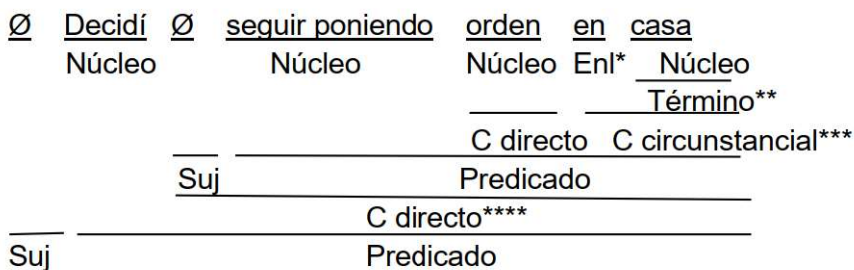 Ø Decidí Ø seguir poniendo orden en casa
Núcleo Núcleo Núcleo Enl* Núcleo
Término**
C directo C circunstancial***
Suj Predicado
C directo****
Suj Predicado